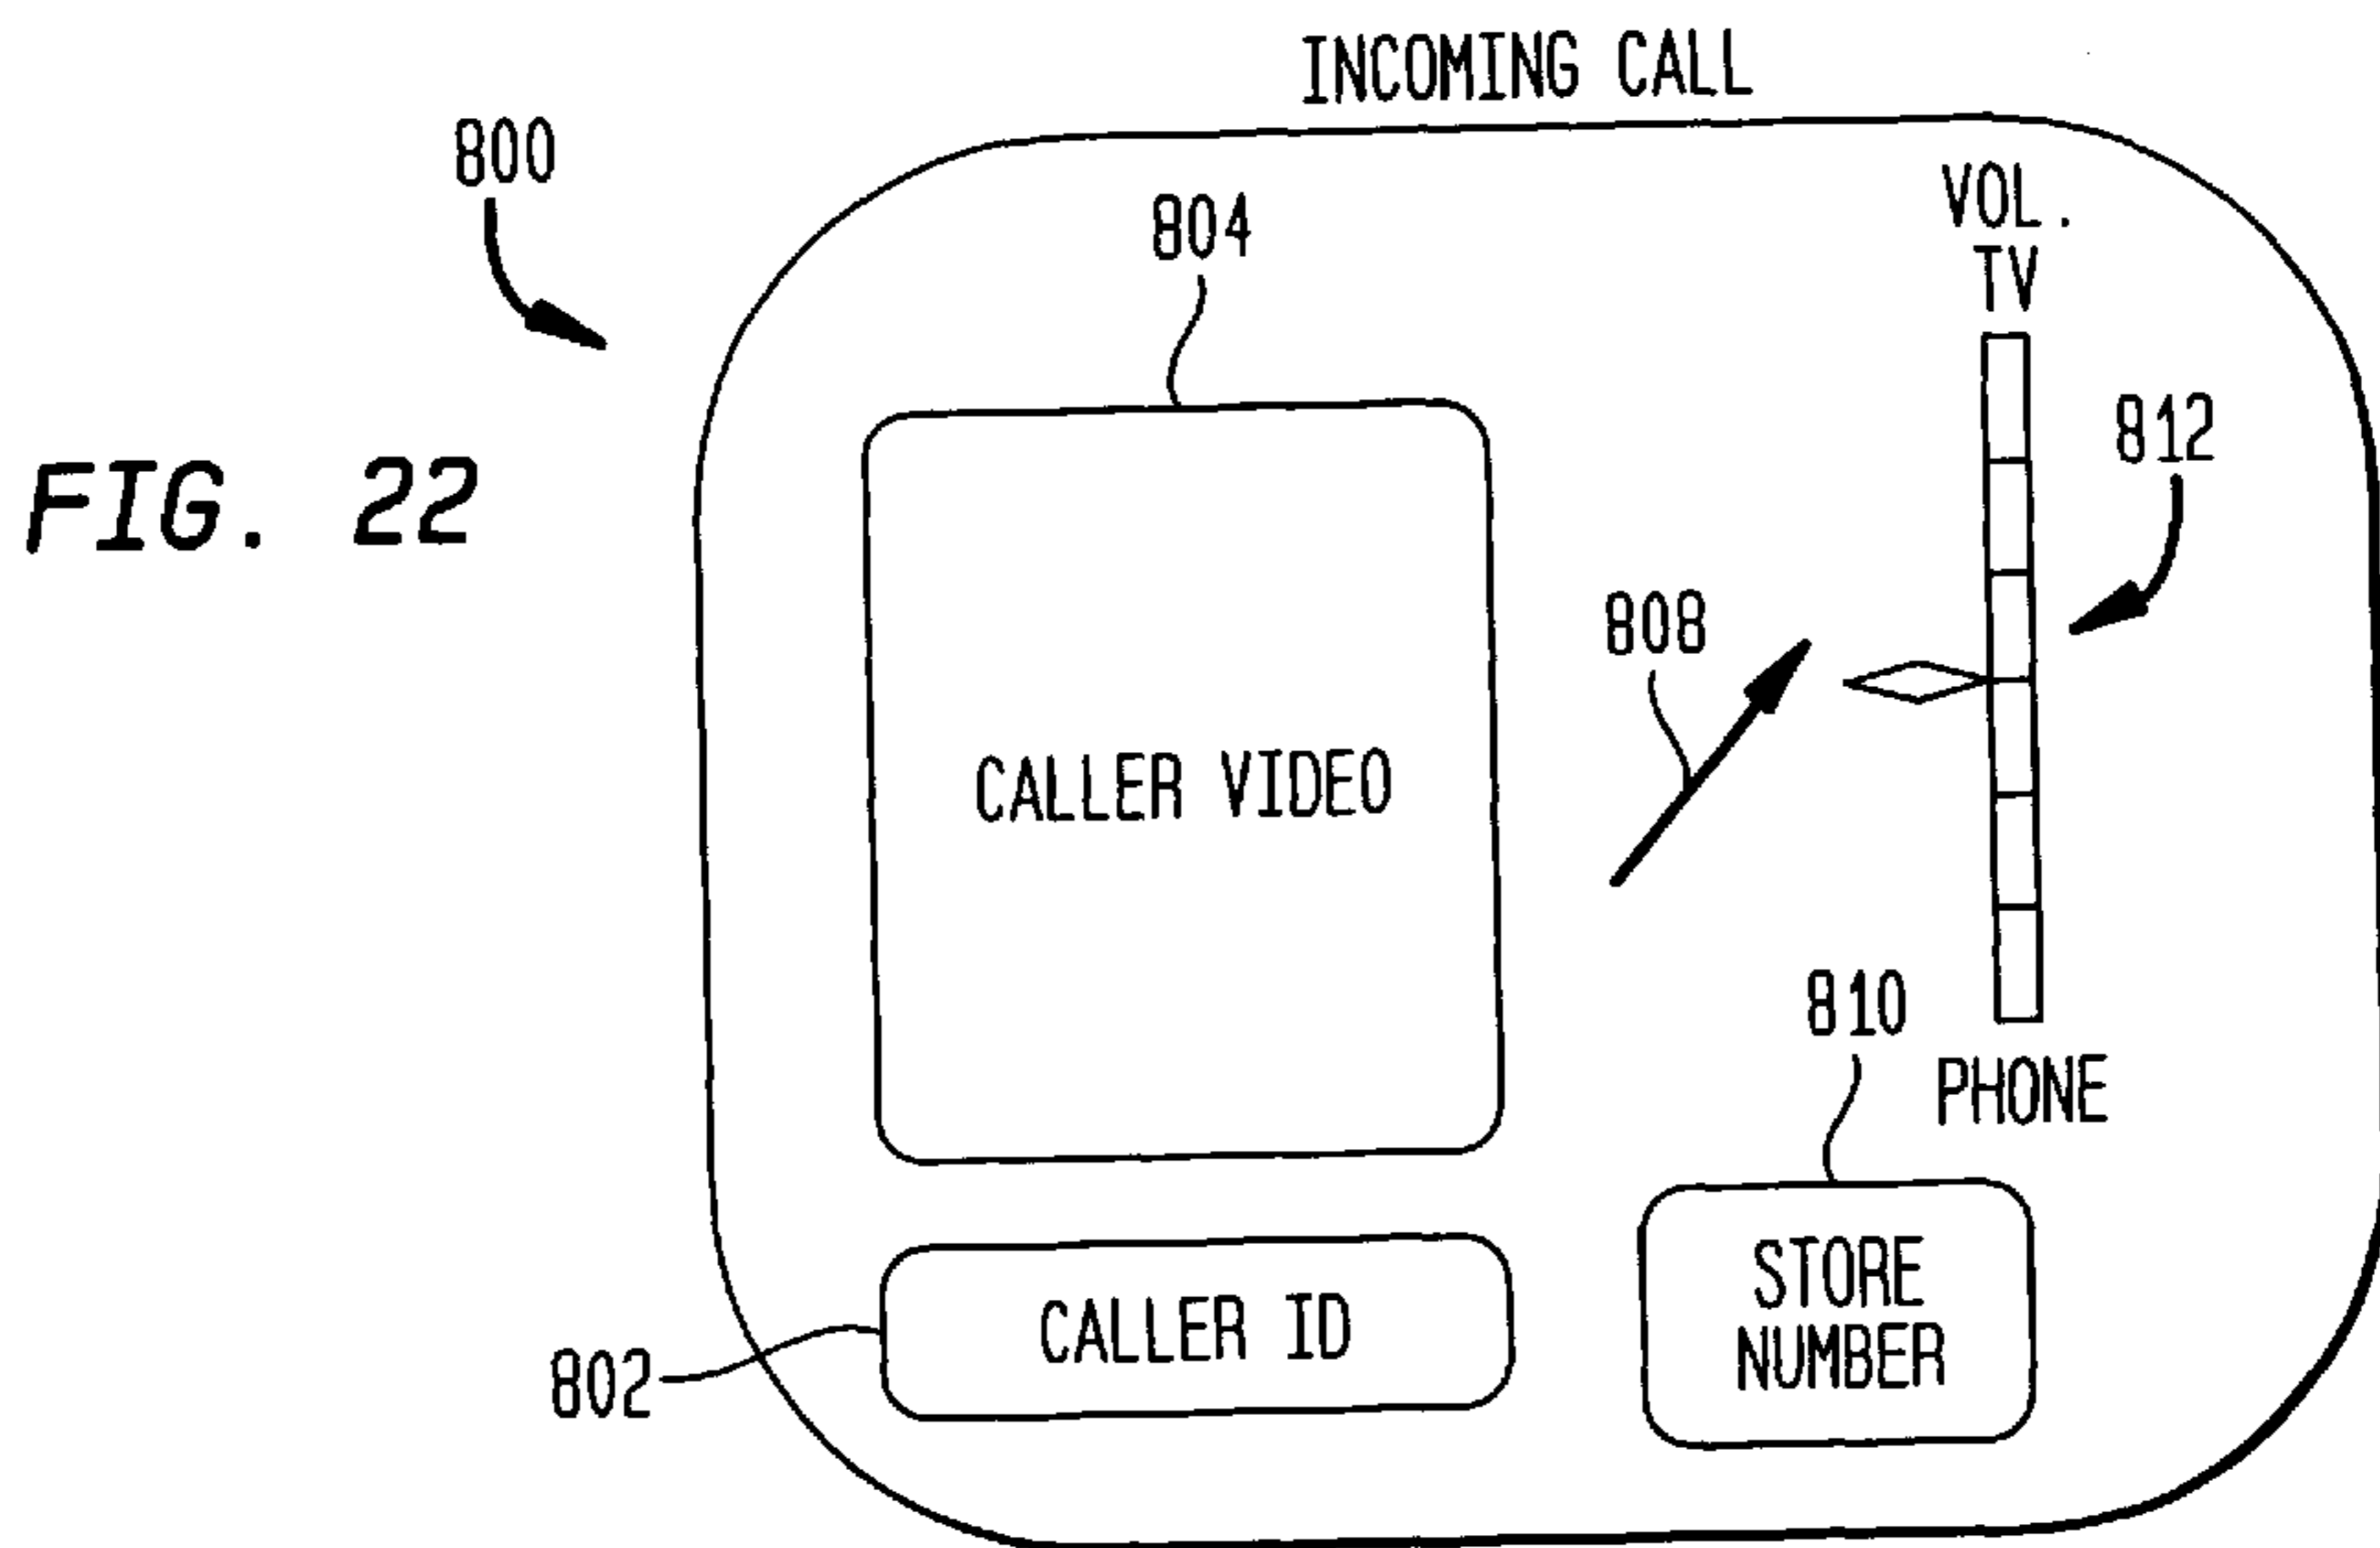 INCOMING CALL
800
804
VOL.
TV
812
FIG. 22
808
CALLER VIDEO
810
PHONE
STORE
NUMBER
CALLER ID
802